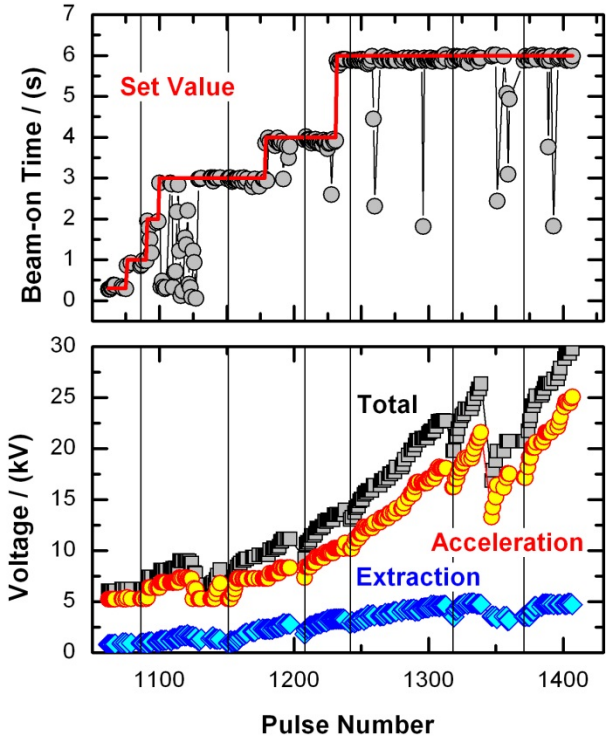 Beam-on Time / (s)
7
6
5
4
3
2
1
0
Set Value
Voltage / (kV)
30
25
20
15
10
5
0
Total
Acceleration
Extraction
1100 1200 1300 1400
Pulse Number